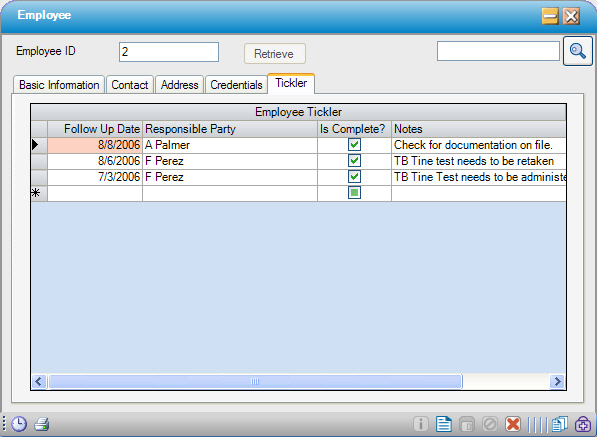 Employee
Employee ID 2 Retrieve
Basic Information Contact Address Credentials Tickler
Employee Tickler
Follow Up Date Responsible Party Is Complete? Notes
8/8/2006 A Palmer Check for documentation on file.
8/6/2006 F Perez TB Tine test needs to be retaken
7/3/2006 F Perez TB Tine Test needs to be administe